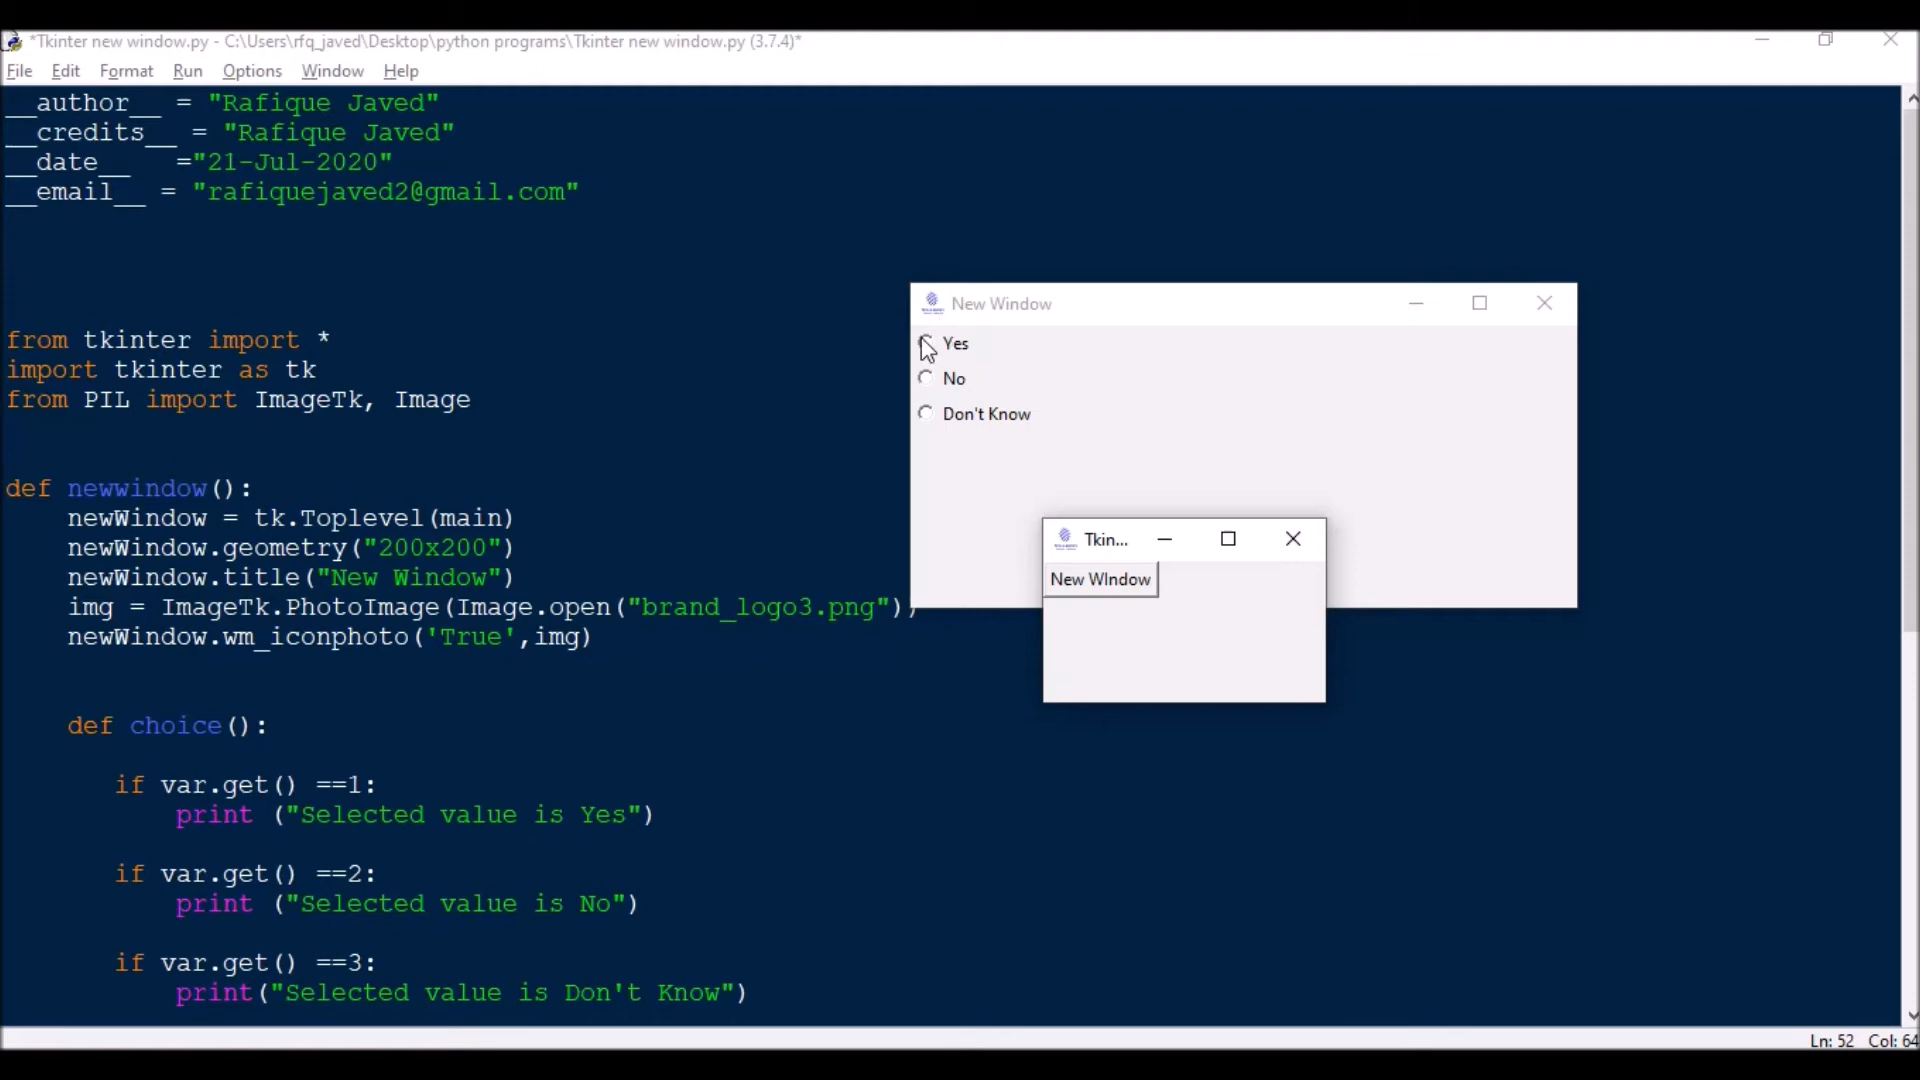 *Tkinter new window.py - C:\Users\rfq_javed\Desktop\python programs\Tkinter new window.py (3.7.4)*
File Edit Format Run Options Window Help
__author__ = "Rafique Javed"
__credits__ = "Rafique Javed"
__date__ ="21-Jul-2020"
__email__ = "rafiquejaved2@gmail.com"
from tkinter import *
import tkinter as tk
from PIL import ImageTk, Image
def newwindow():
newWindow = tk.Toplevel(main)
newWindow.geometry("200x200")
newWindow.title("New Window")
img = ImageTk.PhotoImage(Image.open("brand_logo3.png"))
newWindow.wm_iconphoto('True',img)
def choice():
if var.get() ==1:
print ("Selected value is Yes")
if var.get() ==2:
print ("Selected value is No")
if var.get() ==3:
print("Selected value is Don't Know")
New Window
Yes
No
Don't Know
Tkin...
New WIndow
Ln: 52 Col: 64